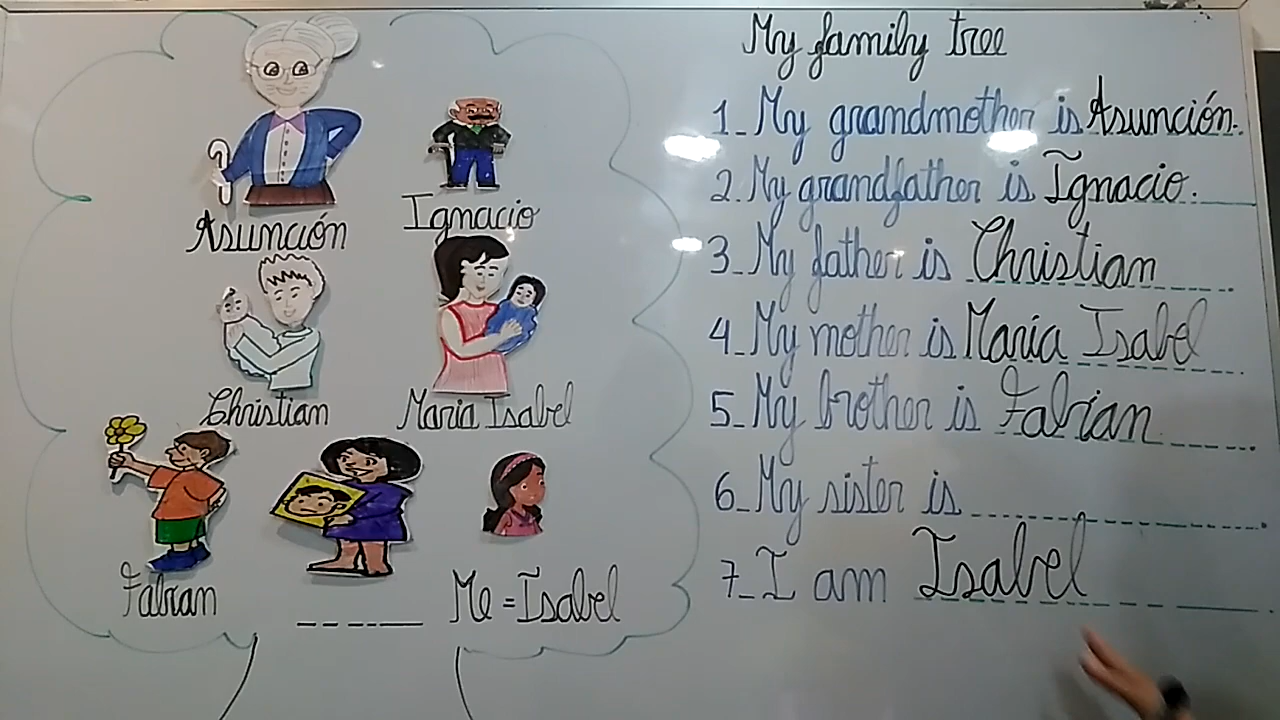 My family tree
Asunción
Ignacio
Christian
Maria Isabel
Fabian
Me = Isabel
1_ My grandmother is Asunción.
2_ My grandfather is Ignacio.
3_ My father is Christian
4_ My mother is Maria Isabel
5_ My brother is Fabian
6_ My sister is
7_ I am Isabel